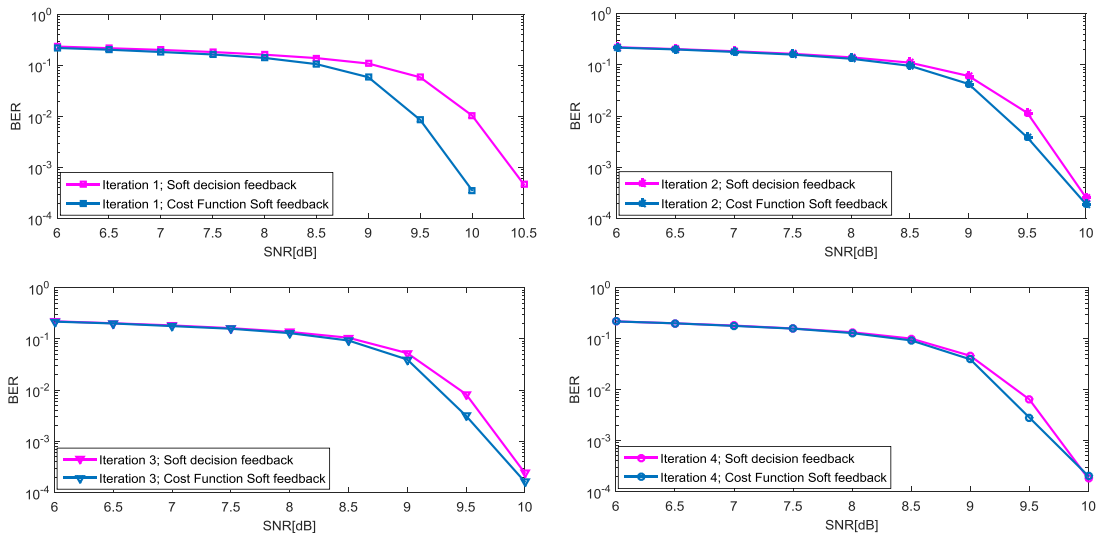 10^0
10^-1
10^-2
10^-3
10^-4
BER
Iteration 1; Soft decision feedback
Iteration 1; Cost Function Soft feedback
6 6.5 7 7.5 8 8.5 9 9.5 10 10.5
SNR[dB]
10^0
10^-1
10^-2
10^-3
10^-4
BER
Iteration 2; Soft decision feedback
Iteration 2; Cost Function Soft feedback
6 6.5 7 7.5 8 8.5 9 9.5 10
SNR[dB]
10^0
10^-1
10^-2
10^-3
10^-4
BER
Iteration 3; Soft decision feedback
Iteration 3; Cost Function Soft feedback
6 6.5 7 7.5 8 8.5 9 9.5 10
SNR[dB]
10^0
10^-1
10^-2
10^-3
10^-4
BER
Iteration 4; Soft decision feedback
Iteration 4; Cost Function Soft feedback
6 6.5 7 7.5 8 8.5 9 9.5 10
SNR[dB]